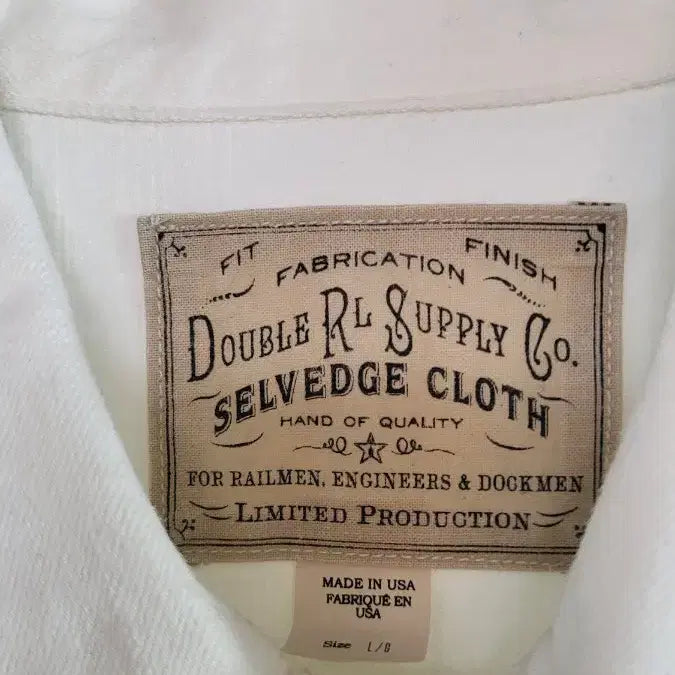 FIT FABRICATION FINISH
DOUBLE RL SUPPLY CO.
SELVEDGE CLOTH
HAND OF QUALITY
FOR RAILMEN, ENGINEERS & DOCKMEN
LIMITED PRODUCTION
MADE IN USA
FABRIQUÉ EN
USA
Size L/G